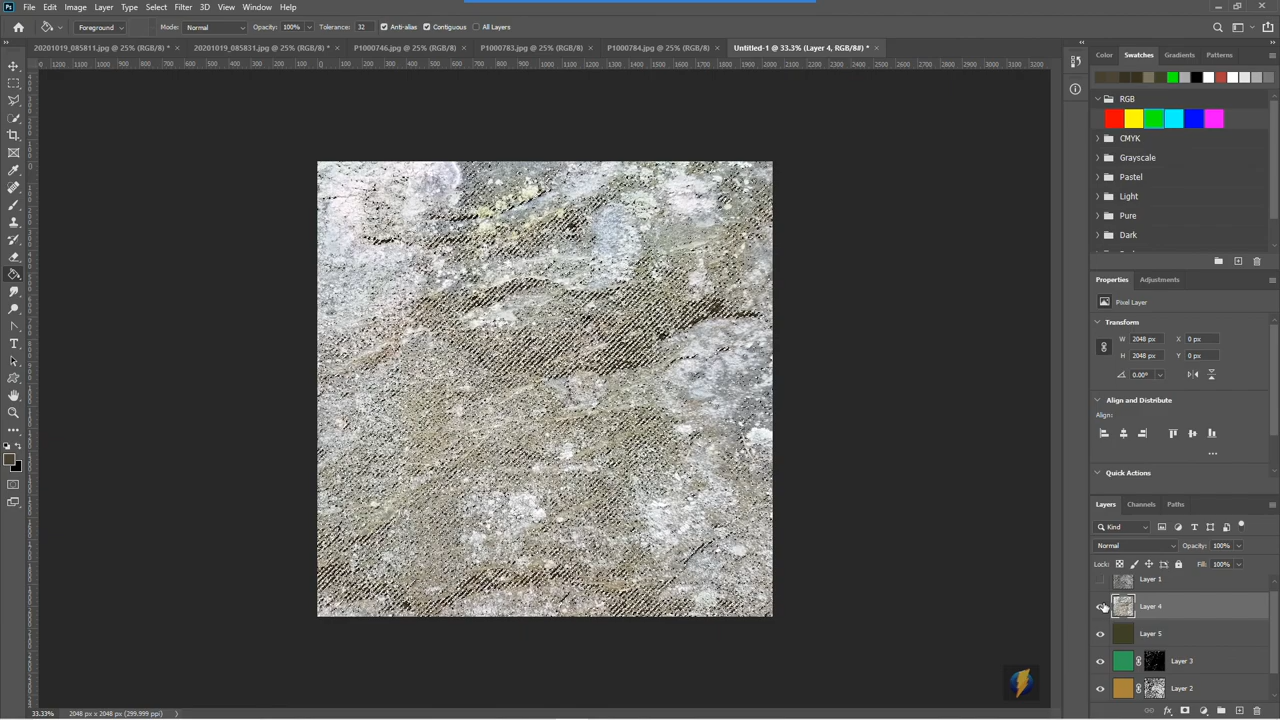 File Edit Image Layer Type Select Filter 3D View Window Help
Foreground Mode: Normal Opacity: 100% Tolerance: 32 Anti-alias Contiguous All Layers
20201019_085811.jpg @ 25% (RGB/8) * × 20201019_085831.jpg @ 25% (RGB/8) * × P1000746.jpg @ 25% (RGB/8) × P1000783.jpg @ 25% (RGB/8) × P1000784.jpg @ 25% (RGB/8) × Untitled-1 @ 33.3% (Layer 4, RGB/8#) * ×
Color Swatches Gradients Patterns
RGB
CMYK
Grayscale
Pastel
Light
Pure
Dark
Properties Adjustments
Pixel Layer
Transform
W 2048 px X 0 px
H 2048 px Y 0 px
0.00°
Align and Distribute
Align:
Quick Actions
Layers Channels Paths
Kind
Normal Opacity: 100%
Lock: Fill: 100%
Layer 1
Layer 4
Layer 5
Layer 3
Layer 2
33.33% 2048 px x 2048 px (299.999 ppi)